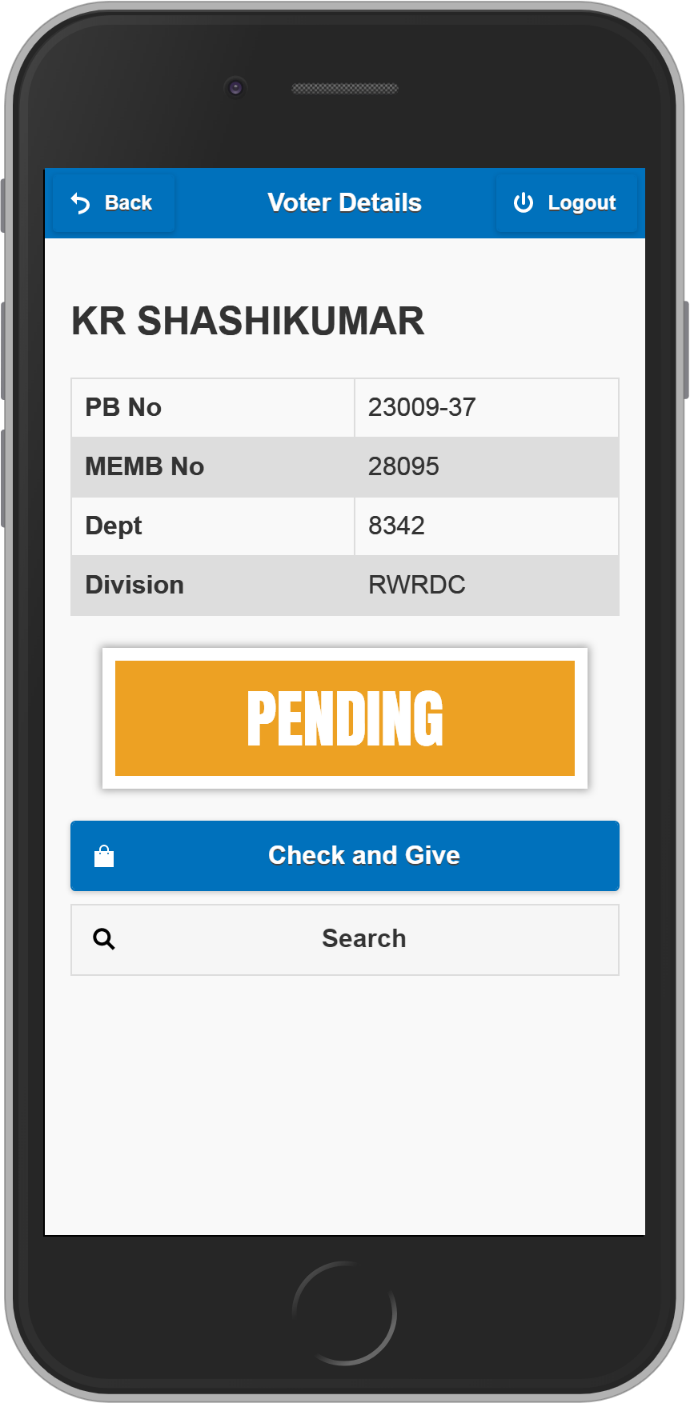 Back Voter Details Logout
KR SHASHIKUMAR
PB No 23009-37
MEMB No 28095
Dept 8342
Division RWRDC
PENDING
Check and Give
Search